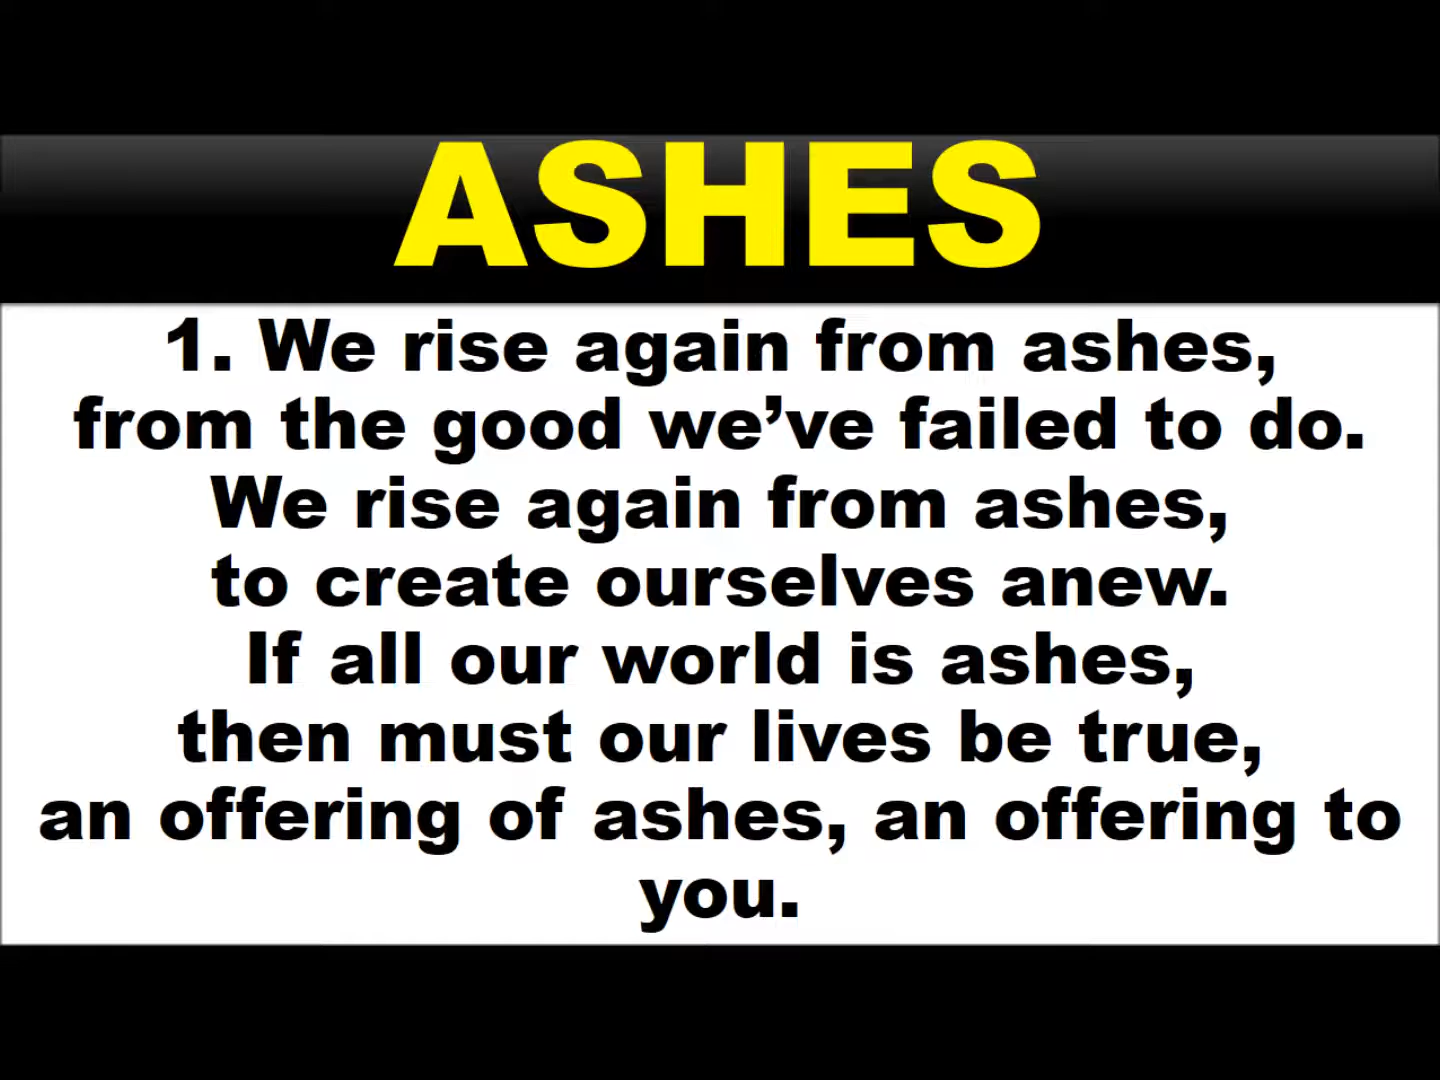 ASHES
1. We rise again from ashes,
from the good we’ve failed to do.
We rise again from ashes,
to create ourselves anew.
If all our world is ashes,
then must our lives be true,
an offering of ashes, an offering to
you.